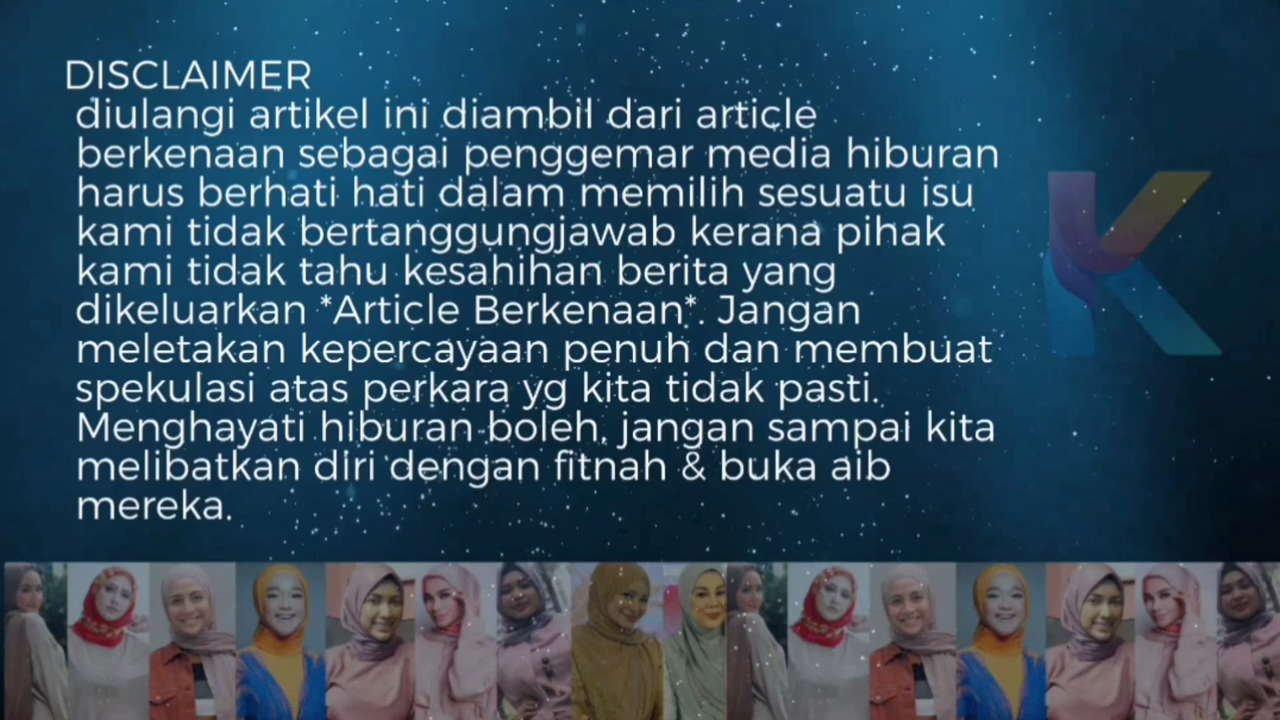 DISCLAIMER
diulangi artikel ini diambil dari article
berkenaan sebagai penggemar media hiburan
harus berhati hati dalam memilih sesuatu isu
kami tidak bertanggungjawab kerana pihak
kami tidak tahu kesahihan berita yang
dikeluarkan *Article Berkenaan*. Jangan
meletakan kepercayaan penuh dan membuat
spekulasi atas perkara yg kita tidak pasti.
Menghayati hiburan boleh, jangan sampai kita
melibatkan diri dengan fitnah & buka aib
mereka.
K